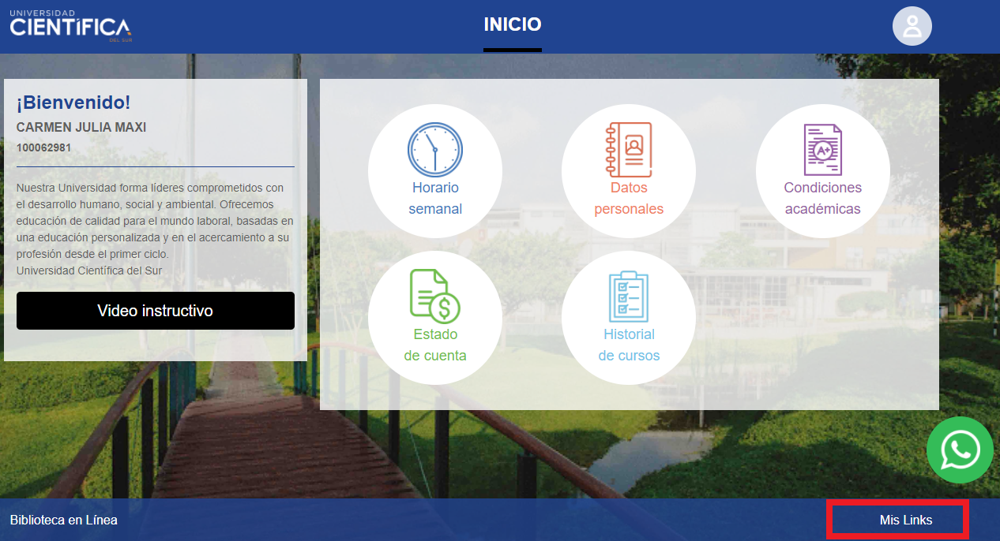 UNIVERSIDAD
CIENTÍFICA
DEL SUR
INICIO
¡Bienvenido!
CARMEN JULIA MAXI
100062981
Nuestra Universidad forma líderes comprometidos con
el desarrollo humano, social y ambiental. Ofrecemos
educación de calidad para el mundo laboral, basadas en
una educación personalizada y en el acercamiento a su
profesión desde el primer ciclo.
Universidad Científica del Sur
Video instructivo
Horario
semanal
Datos
personales
A+
Condiciones
académicas
$
Estado
de cuenta
Historial
de cursos
Biblioteca en Línea
Mis Links